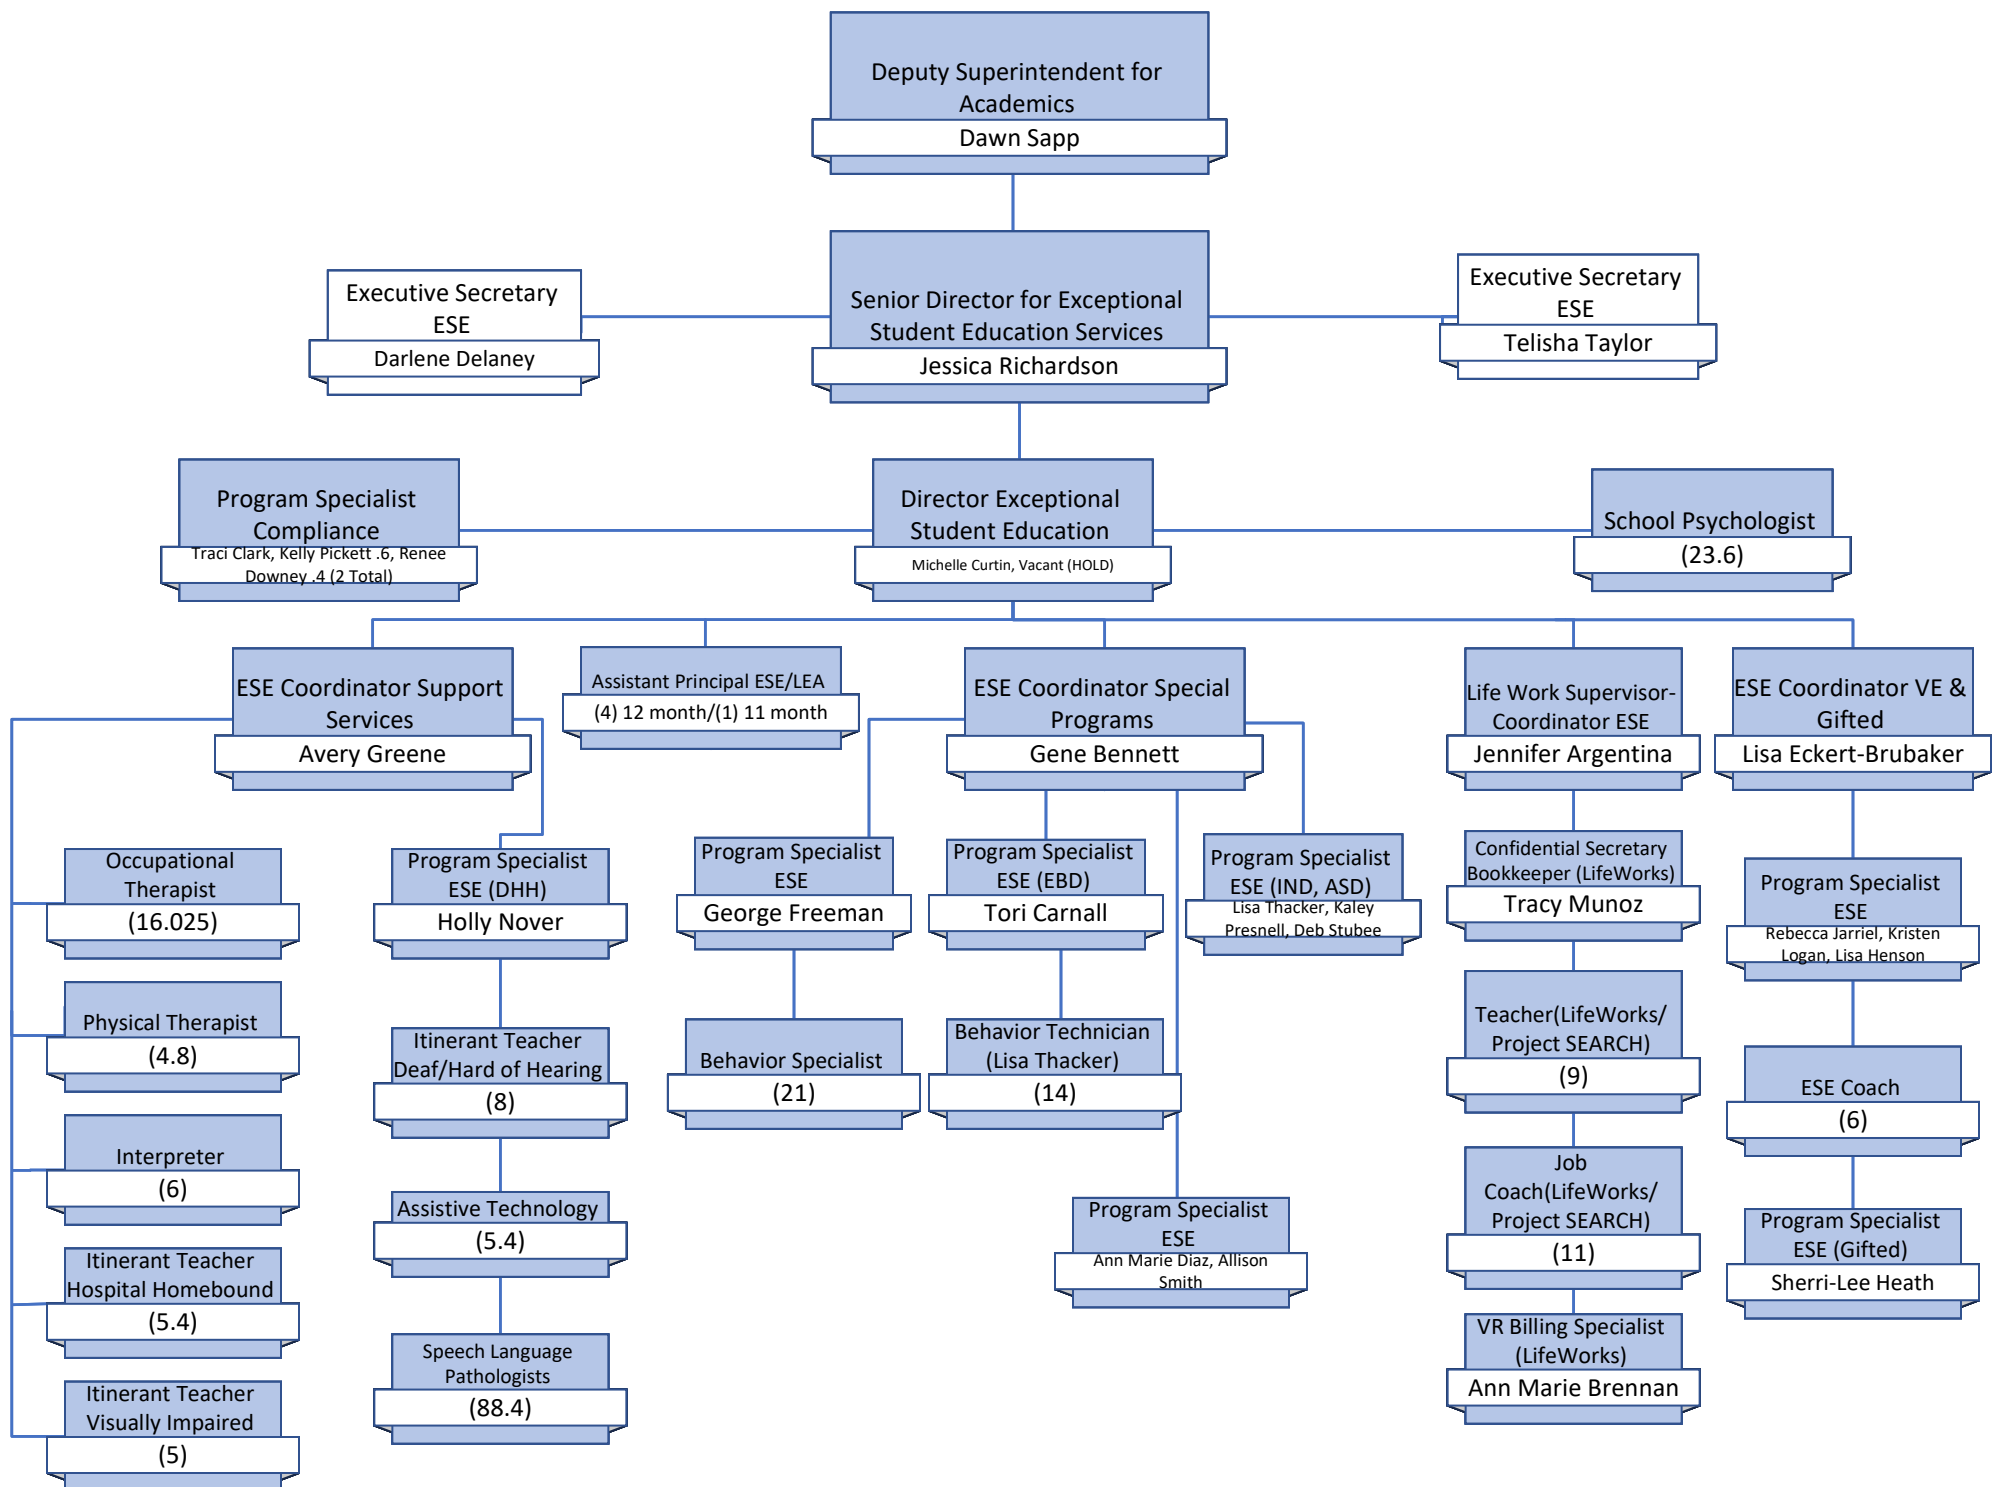 Deputy Superintendent for
Academics
Dawn Sapp
Executive Secretary
ESE
Darlene Delaney
Senior Director for Exceptional
Student Education Services
Jessica Richardson
Executive Secretary
ESE
Telisha Taylor
Program Specialist
Compliance
Traci Clark, Kelly Pickett .6, Renee
Downey .4 (2 Total)
Director Exceptional
Student Education
Michelle Curtin, Vacant (HOLD)
School Psychologist
(23.6)
ESE Coordinator Support
Services
Avery Greene
Assistant Principal ESE/LEA
(4) 12 month/(1) 11 month
ESE Coordinator Special
Programs
Gene Bennett
Life Work Supervisor-
Coordinator ESE
Jennifer Argentina
ESE Coordinator VE &
Gifted
Lisa Eckert-Brubaker
Occupational
Therapist
(16.025)
Physical Therapist
(4.8)
Interpreter
(6)
Itinerant Teacher
Hospital Homebound
(5.4)
Itinerant Teacher
Visually Impaired
(5)
Program Specialist
ESE (DHH)
Holly Nover
Itinerant Teacher
Deaf/Hard of Hearing
(8)
Assistive Technology
(5.4)
Speech Language
Pathologists
(88.4)
Program Specialist
ESE
George Freeman
Behavior Specialist
(21)
Program Specialist
ESE (EBD)
Tori Carnall
Behavior Technician
(Lisa Thacker)
(14)
Program Specialist
ESE
Ann Marie Diaz, Allison
Smith
Program Specialist
ESE (IND, ASD)
Lisa Thacker, Kaley
Presnell, Deb Stubee
Confidential Secretary
Bookkeeper (LifeWorks)
Tracy Munoz
Teacher(LifeWorks/
Project SEARCH)
(9)
Job
Coach(LifeWorks/
Project SEARCH)
(11)
VR Billing Specialist
(LifeWorks)
Ann Marie Brennan
Program Specialist
ESE
Rebecca Jarriel, Kristen
Logan, Lisa Henson
ESE Coach
(6)
Program Specialist
ESE (Gifted)
Sherri-Lee Heath